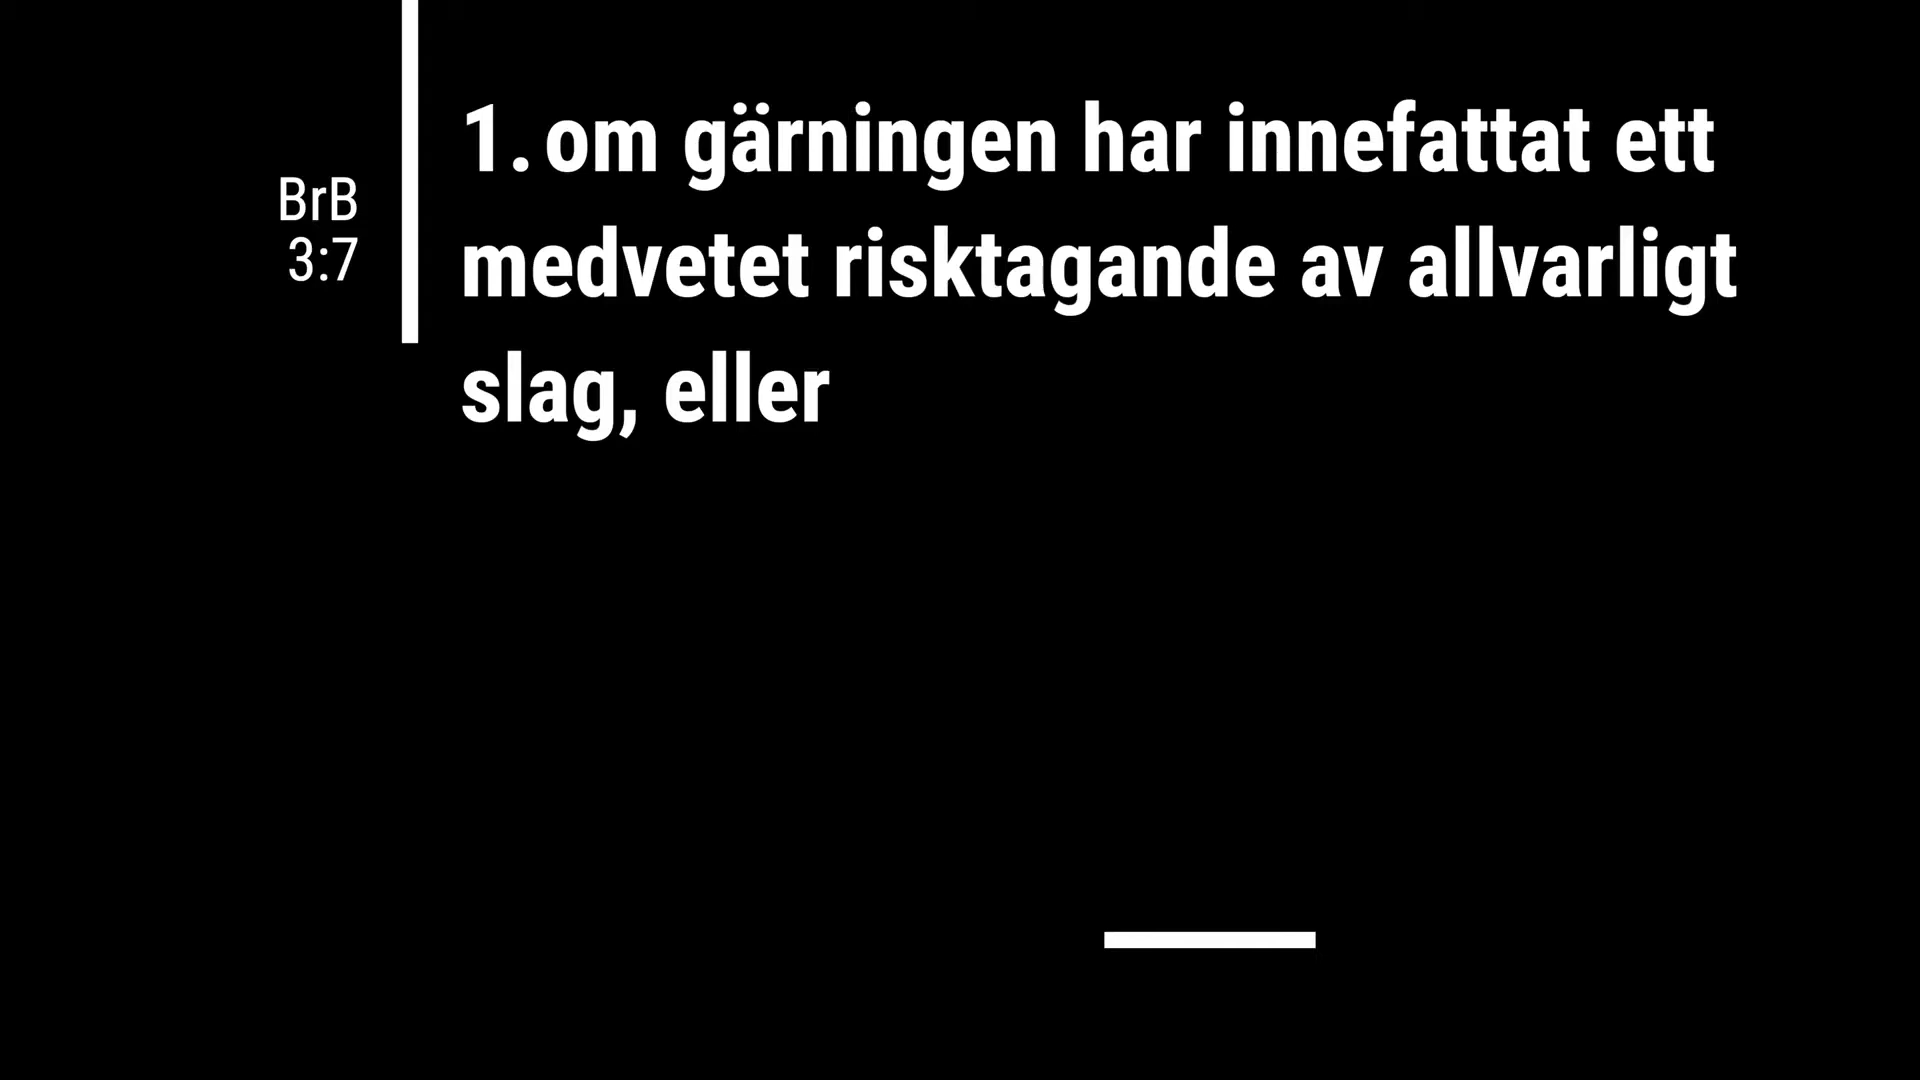 BrB
3:7
1. om gärningen har innefattat ett
medvetet risktagande av allvarligt
slag, eller